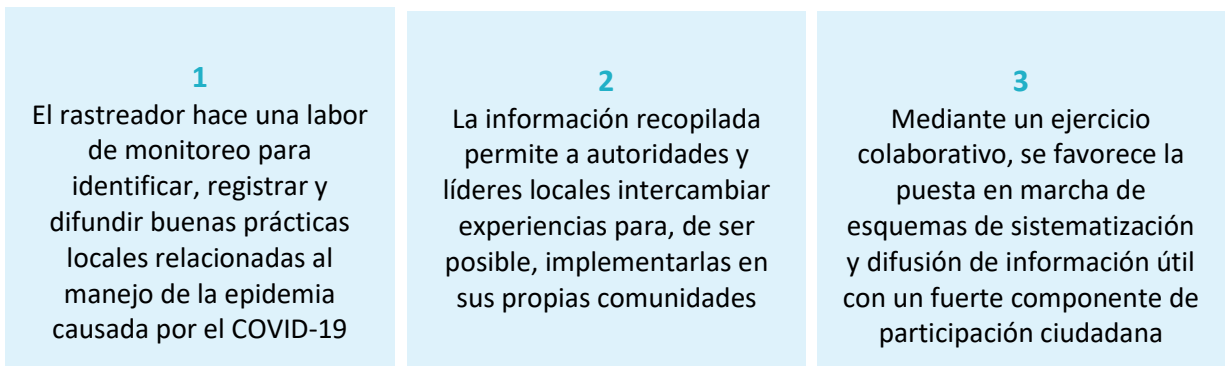 1
El rastreador hace una labor
de monitoreo para
identificar, registrar y
difundir buenas prácticas
locales relacionadas al
manejo de la epidemia
causada por el COVID-19
2
La información recopilada
permite a autoridades y
líderes locales intercambiar
experiencias para, de ser
posible, implementarlas en
sus propias comunidades
3
Mediante un ejercicio
colaborativo, se favorece la
puesta en marcha de
esquemas de sistematización
y difusión de información útil
con un fuerte componente de
participación ciudadana